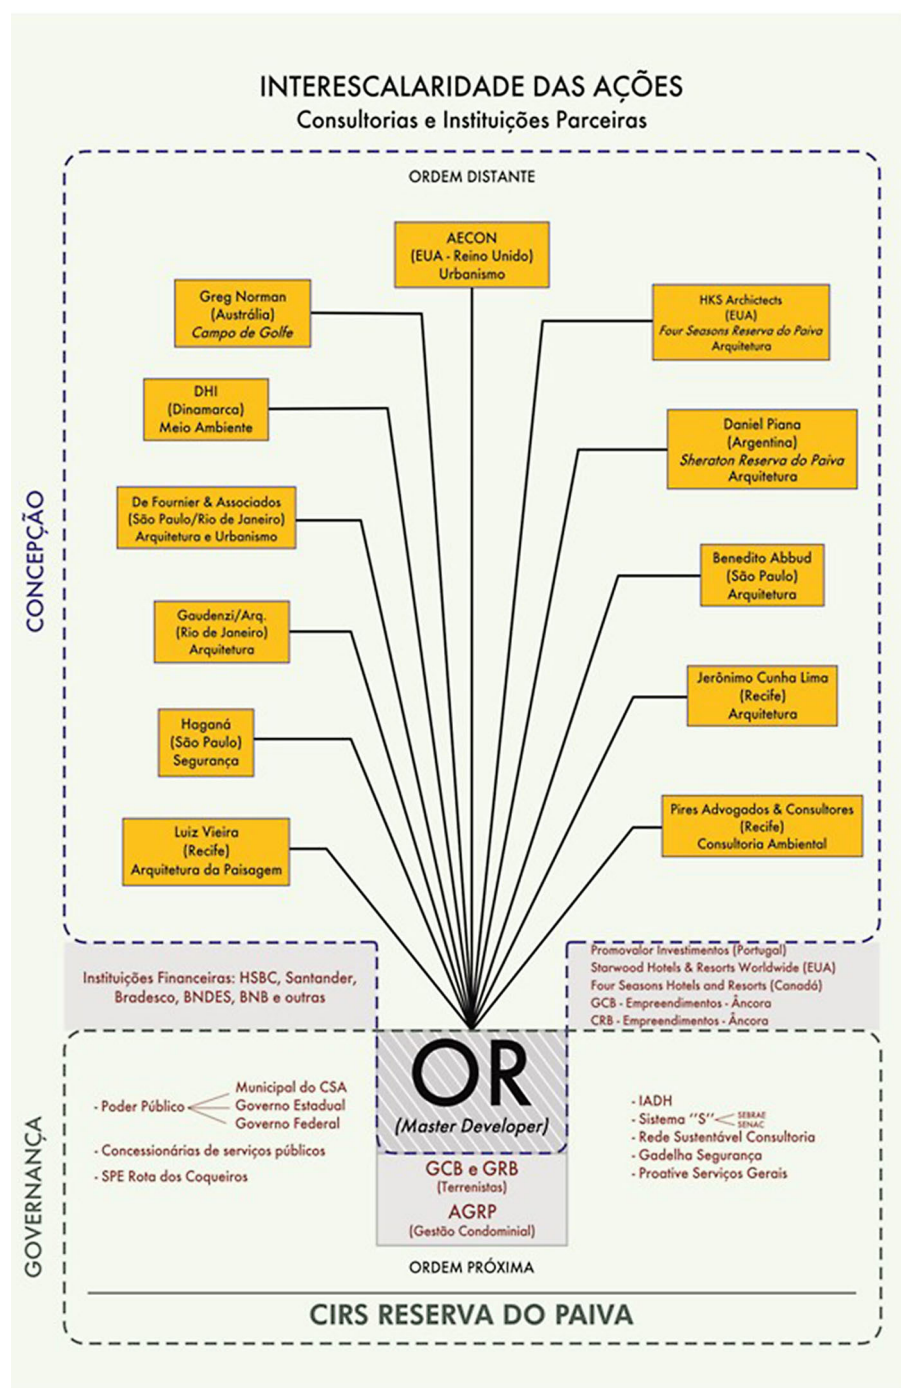 INTERESCALARIDADE DAS AÇÕES
Consultorias e Instituições Parceiras
ORDEM DISTANTE
AECON
(EUA - Reino Unido)
Urbanismo
Greg Norman
(Austrália)
Campo de Golfe
HKS Archictects
(EUA)
Four Seasons Reserva do Paiva
Arquitetura
DHI
(Dinamarca)
Meio Ambiente
Daniel Piana
(Argentina)
Sheraton Reserva do Paiva
Arquitetura
De Fournier & Associados
(São Paulo/Rio de Janeiro)
Arquitetura e Urbanismo
Benedito Abbud
(São Paulo)
Arquitetura
Gaudenzi/Arq.
(Rio de Janeiro)
Arquitetura
Jerônimo Cunha Lima
(Recife)
Arquitetura
Haganá
(São Paulo)
Segurança
Pires Advogados & Consultores
(Recife)
Consultoria Ambiental
Luiz Vieira
(Recife)
Arquitetura da Paisagem
CONCEPÇÃO
Instituições Financeiras: HSBC, Santander,
Bradesco, BNDES, BNB e outras
Promovalor Investimentos (Portugal)
Starwood Hotels & Resorts Worldwide (EUA)
Four Seasons Hotels and Resorts (Canadá)
GCB - Empreendimentos - Âncora
CRB - Empreendimentos - Âncora
OR
(Master Developer)
GCB e GRB
(Terrenistas)
AGRP
(Gestão Condominial)
GOVERNANÇA
- Poder Público
Municipal do CSA
Governo Estadual
Governo Federal
- Concessionárias de serviços públicos
- SPE Rota dos Coqueiros
- IADH
- Sistema ''S''
SEBRAE
SENAC
- Rede Sustentável Consultoria
- Gadelha Segurança
- Proative Serviços Gerais
ORDEM PRÓXIMA
CIRS RESERVA DO PAIVA